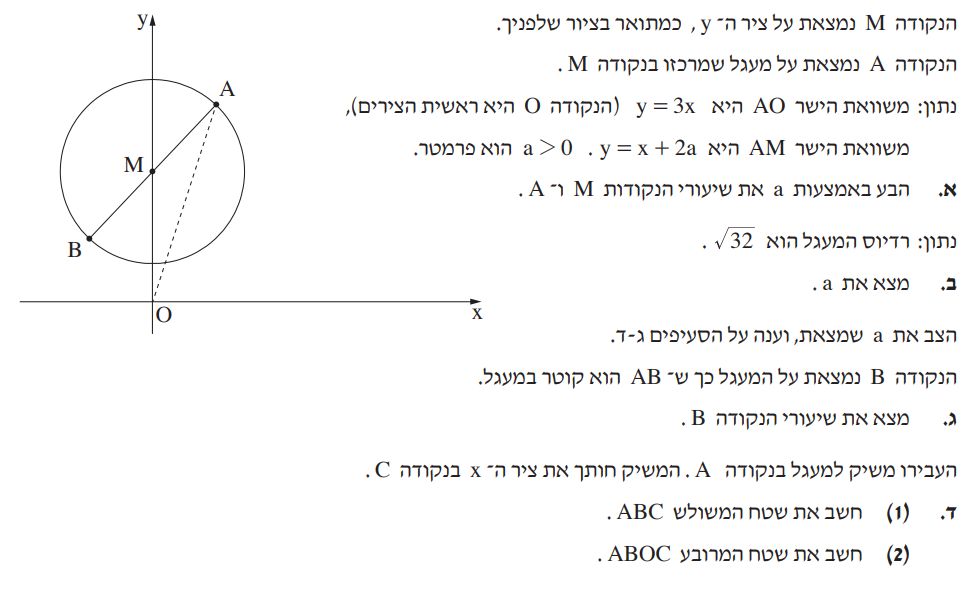 הנקודה M נמצאת על ציר ה־ y , כמתואר בציור שלפניך.
הנקודה A נמצאת על מעגל שמרכזו בנקודה M .
נתון: משוואת הישר AO היא y = 3x (הנקודה O היא ראשית הצירים),
משוואת הישר AM היא y = x + 2a . a > 0 הוא פרמטר.
א. הבע באמצעות a את שיעורי הנקודות M ו־ A .
נתון: רדיוס המעגל הוא √32 .
ב. מצא את a .
הצב את a שמצאת, וענה על הסעיפים ג-ד.
הנקודה B נמצאת על המעגל כך ש־ AB הוא קוטר במעגל.
ג. מצא את שיעורי הנקודה B .
העבירו משיק למעגל בנקודה A . המשיק חותך את ציר ה־ x בנקודה C .
ד. (1) חשב את שטח המשולש ABC .
(2) חשב את שטח המרובע ABOC .
y
A
M
B
O
x